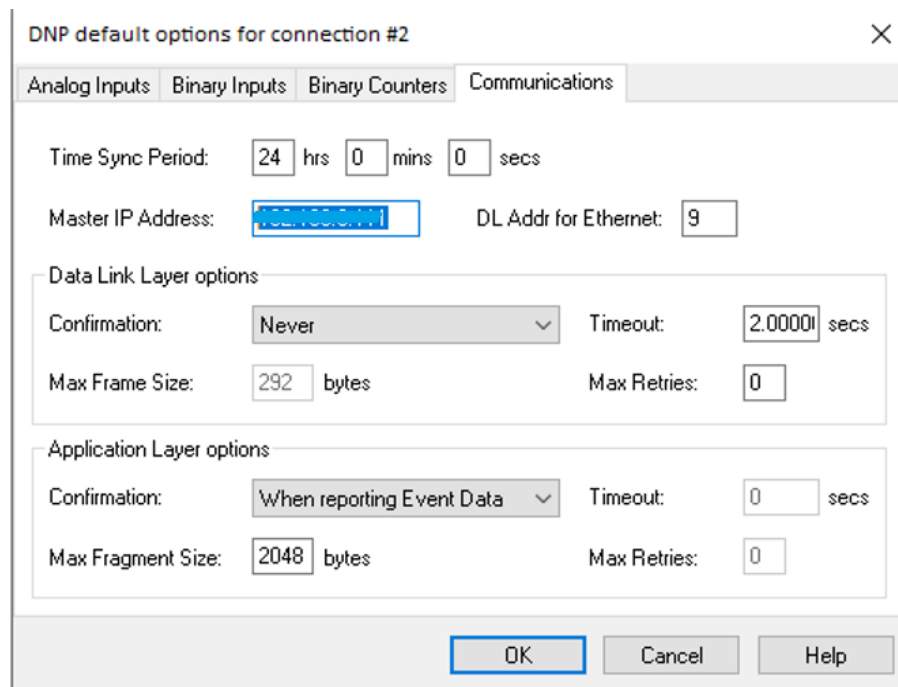 DNP default options for connection #2
Analog Inputs Binary Inputs Binary Counters Communications
Time Sync Period: 24 hrs 0 mins 0 secs
Master IP Address: DL Addr for Ethernet: 9
Data Link Layer options
Confirmation: Never Timeout: 2.0000 secs
Max Frame Size: 292 bytes Max Retries: 0
Application Layer options
Confirmation: When reporting Event Data Timeout: 0 secs
Max Fragment Size: 2048 bytes Max Retries: 0
OK Cancel Help